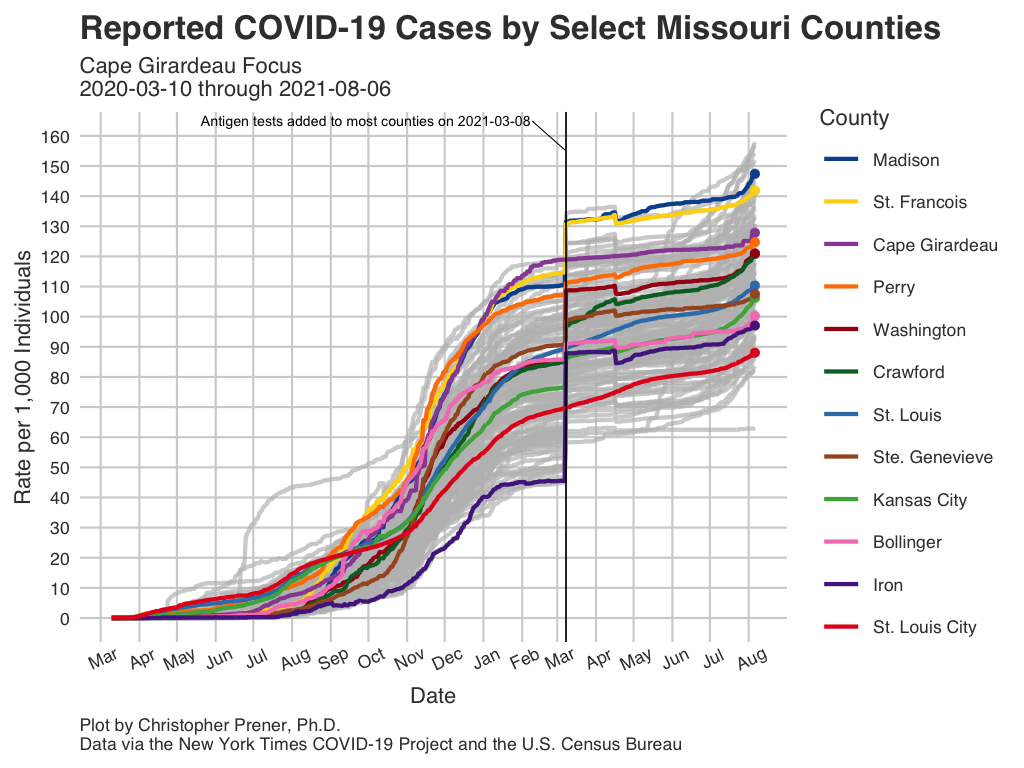 Reported COVID-19 Cases by Select Missouri Counties
Cape Girardeau Focus
2020-03-10 through 2021-08-06
Antigen tests added to most counties on 2021-03-08
Rate per 1,000 Individuals
160
150
140
130
120
110
100
90
80
70
60
50
40
30
20
10
0
Mar Apr May Jun Jul Aug Sep Oct Nov Dec Jan Feb Mar Apr May Jun Jul Aug
Date
County
Madison
St. Francois
Cape Girardeau
Perry
Washington
Crawford
St. Louis
Ste. Genevieve
Kansas City
Bollinger
Iron
St. Louis City
Plot by Christopher Prener, Ph.D.
Data via the New York Times COVID-19 Project and the U.S. Census Bureau